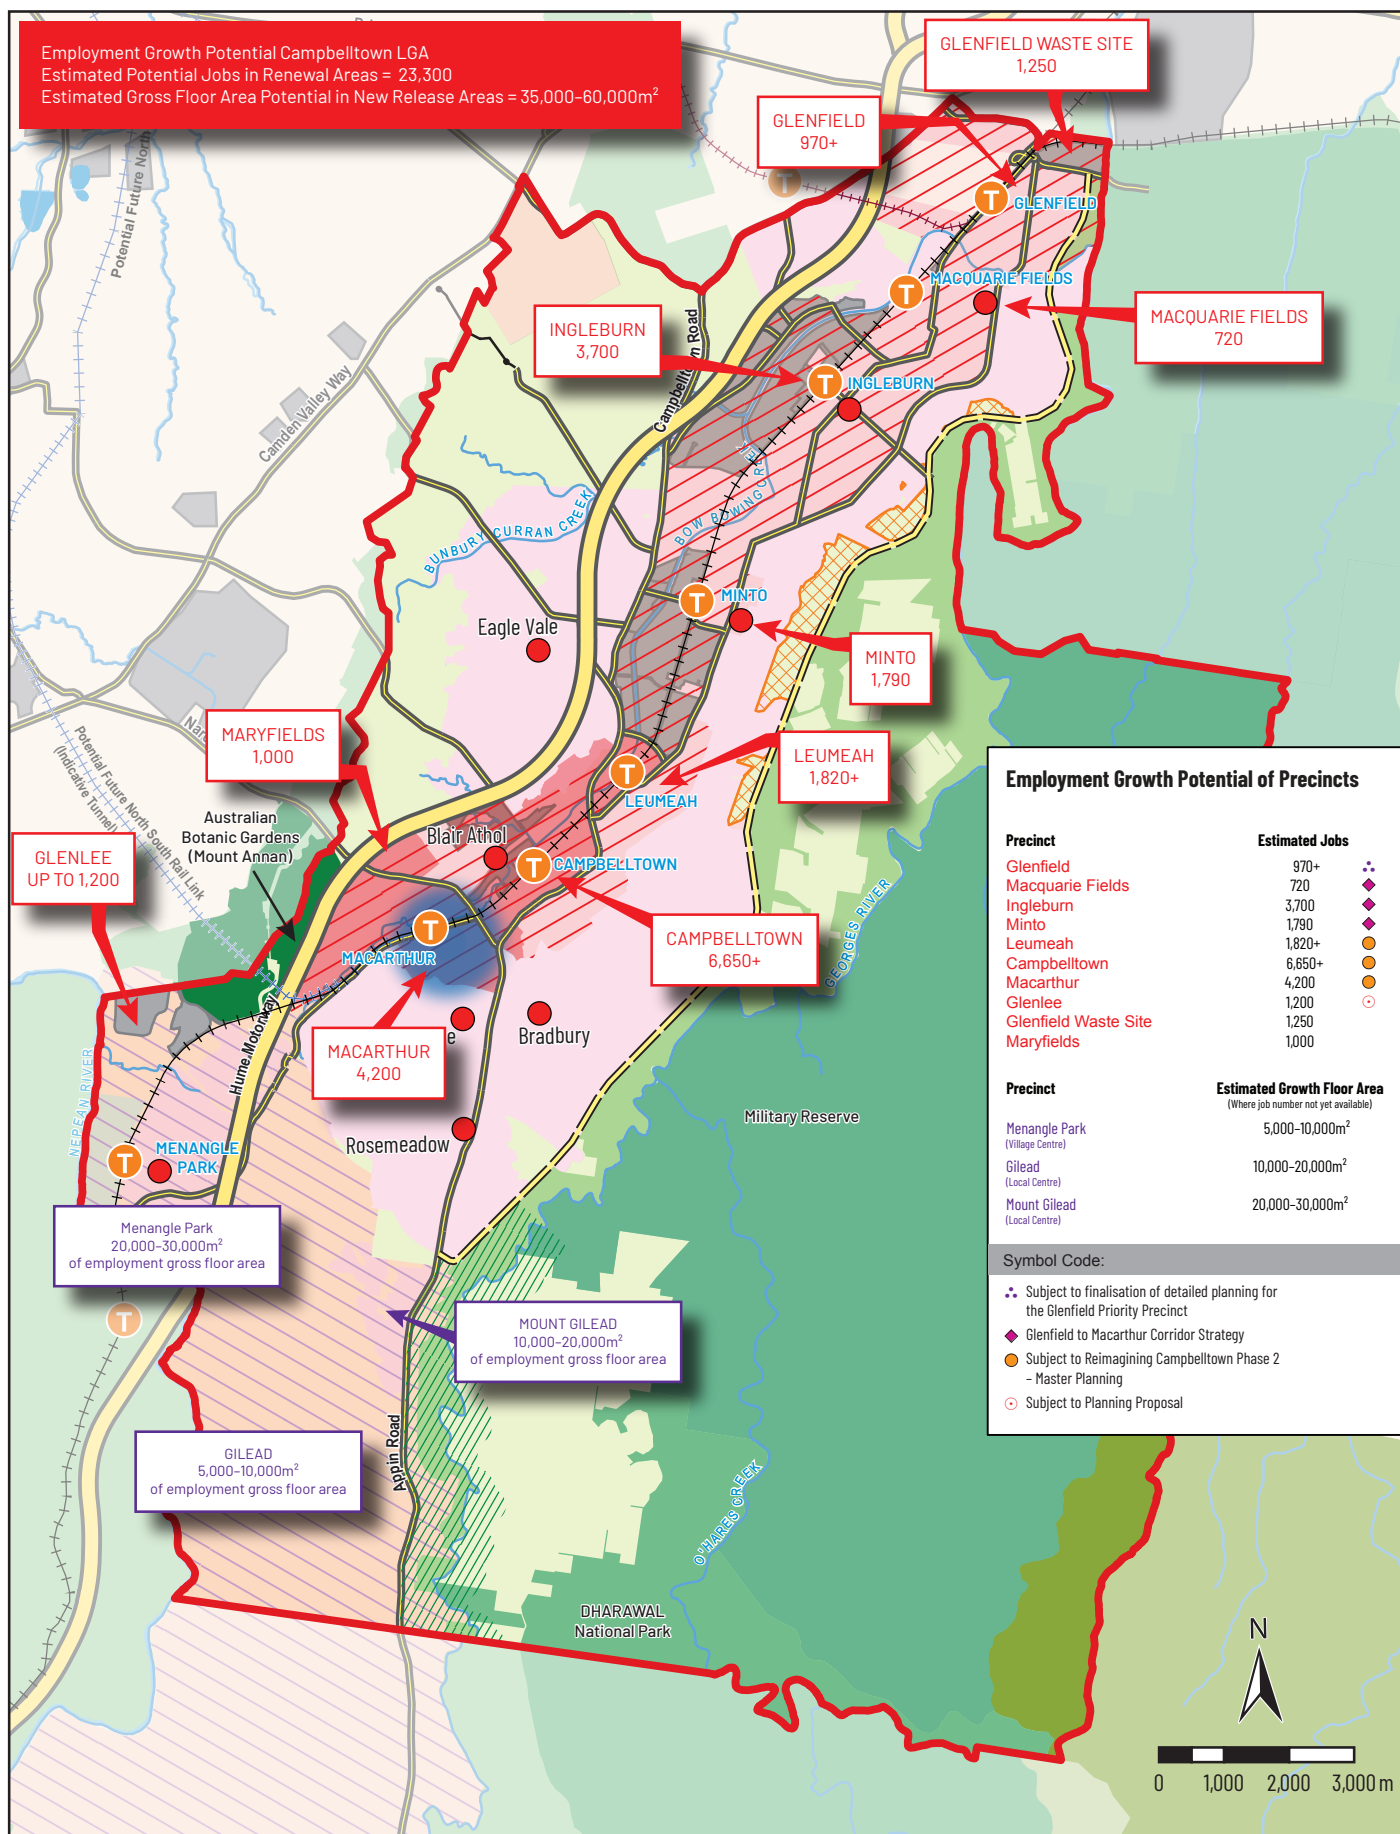 Employment Growth Potential Campbelltown LGA
Estimated Potential Jobs in Renewal Areas = 23,300
Estimated Gross Floor Area Potential in New Release Areas = 35,000–60,000m²
GLENFIELD WASTE SITE
1,250
GLENFIELD
970+
Potential Future North
T
T
GLENFIELD
T
MACQUARIE FIELDS
MACQUARIE FIELDS
720
INGLEBURN
3,700
Campbelltown Road
T
INGLEBURN
Camden Valley Way
BUNBURY CURRAN CREEK
BOW BOWING
T
MINTO
Eagle Vale
MINTO
1,790
MARYFIELDS
1,000
Potential Future North South Rail Link
(Indicative Tunnel)
LEUMEAH
1,820+
T
LEUMEAH
Australian
Botanic Gardens
(Mount Annan)
Blair Athol
GLENLEE
UP TO 1,200
T
CAMPBELLTOWN
T
MACARTHUR
CAMPBELLTOWN
6,650+
GEORGES RIVER
Hume Motorway
MACARTHUR
4,200
e
Bradbury
NEPEAN RIVER
Military Reserve
Rosemeadow
T
MENANGLE
PARK
Menangle Park
20,000–30,000m²
of employment gross floor area
T
MOUNT GILEAD
10,000–20,000m²
of employment gross floor area
Appin Road
GILEAD
5,000–10,000m²
of employment gross floor area
O'HARES CREEK
DHARAWAL
National Park
Employment Growth Potential of Precincts
Precinct Estimated Jobs
Glenfield 970+
Macquarie Fields 720
Ingleburn 3,700
Minto 1,790
Leumeah 1,820+
Campbelltown 6,650+
Macarthur 4,200
Glenlee 1,200
Glenfield Waste Site 1,250
Maryfields 1,000
Precinct Estimated Growth Floor Area
(Where job number not yet available)
Menangle Park 5,000–10,000m²
(Village Centre)
Gilead 10,000–20,000m²
(Local Centre)
Mount Gilead 20,000–30,000m²
(Local Centre)
Symbol Code:
Subject to finalisation of detailed planning for
the Glenfield Priority Precinct
Glenfield to Macarthur Corridor Strategy
Subject to Reimagining Campbelltown Phase 2
– Master Planning
Subject to Planning Proposal
N
0 1,000 2,000 3,000 m